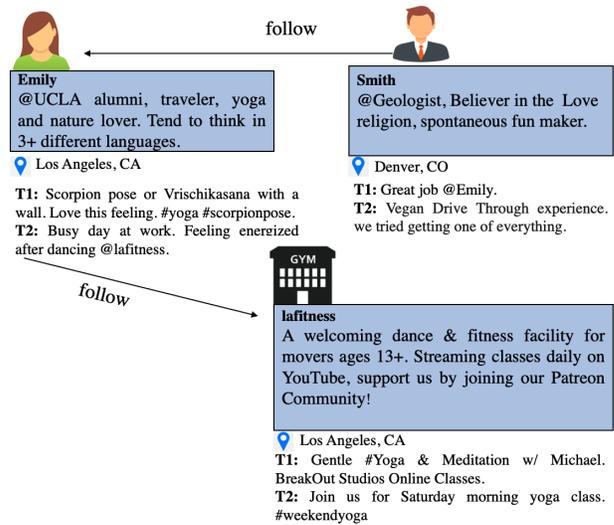 follow
Emily
@UCLA alumni, traveler, yoga
and nature lover. Tend to think in
3+ different languages.
Los Angeles, CA
T1: Scorpion pose or Vrischikasana with a
wall. Love this feeling. #yoga #scorpionpose.
T2: Busy day at work. Feeling energized
after dancing @lafitness.
Smith
@Geologist, Believer in the Love
religion, spontaneous fun maker.
Denver, CO
T1: Great job @Emily.
T2: Vegan Drive Through experience.
we tried getting one of everything.
follow
GYM
lafitness
A welcoming dance & fitness facility for
movers ages 13+. Streaming classes daily on
YouTube, support us by joining our Patreon
Community!
Los Angeles, CA
T1: Gentle #Yoga & Meditation w/ Michael.
BreakOut Studios Online Classes.
T2: Join us for Saturday morning yoga class.
#weekendyoga